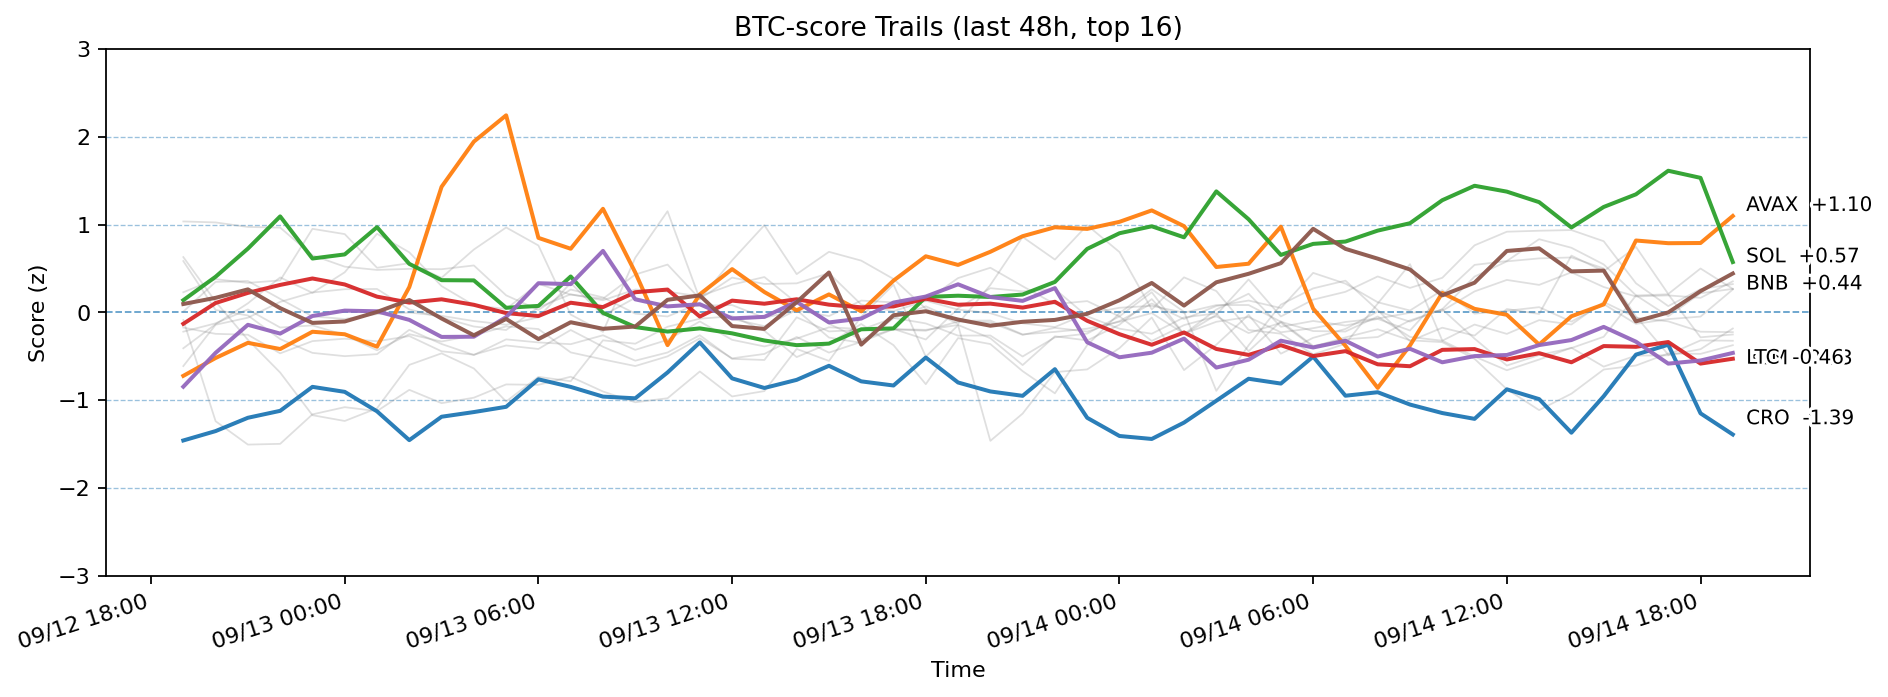 BTC-score Trails (last 48h, top 16)
3
2
1
0
−1
−2
−3
Score (z)
AVAX +1.10
SOL +0.57
BNB +0.44
CRO -1.39
09/12 18:00
09/13 00:00
09/13 06:00
09/13 12:00
09/13 18:00
09/14 00:00
09/14 06:00
09/14 12:00
09/14 18:00
Time